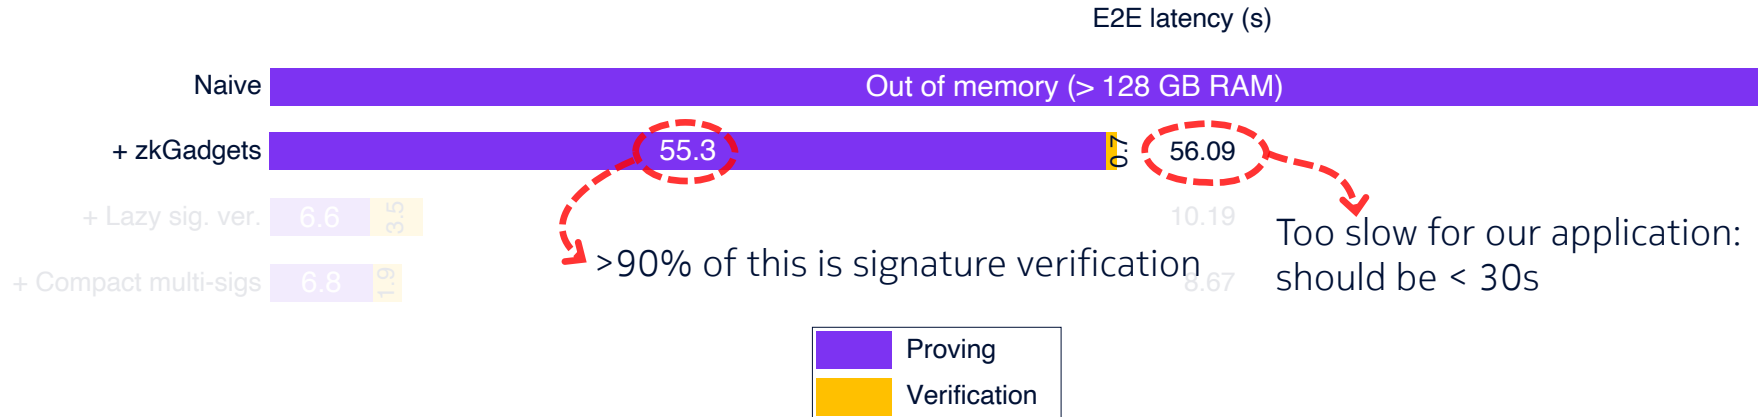 E2E latency (s)
Naive
Out of memory (> 128 GB RAM)
+ zkGadgets
55.3
0.7
56.09
+ Lazy sig. ver.
6.6
3.5
10.19
Too slow for our application:
should be < 30s
>90% of this is signature verification
+ Compact multi-sigs
6.8
1.9
8.67
Proving
Verification